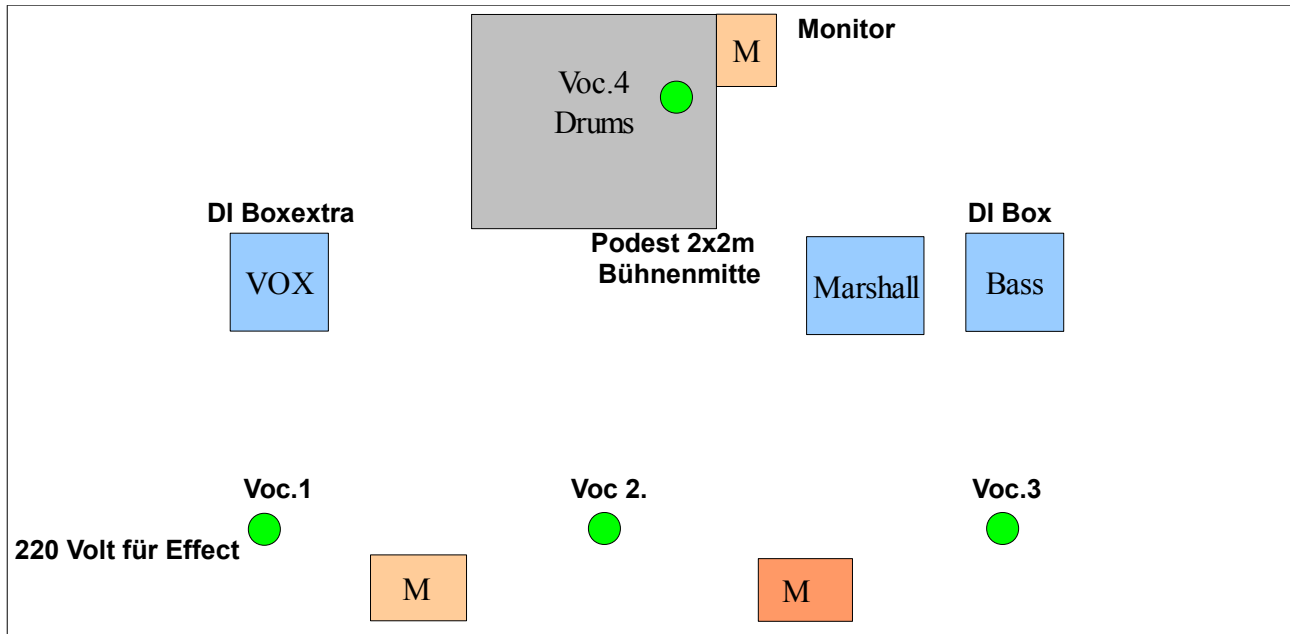 Monitor
M
Voc.4
Drums
DI Boxextra
DI Box
Podest 2x2m
Bühnenmitte
VOX
Marshall
Bass
Voc.1
Voc 2.
Voc.3
220 Volt für Effect
M
M